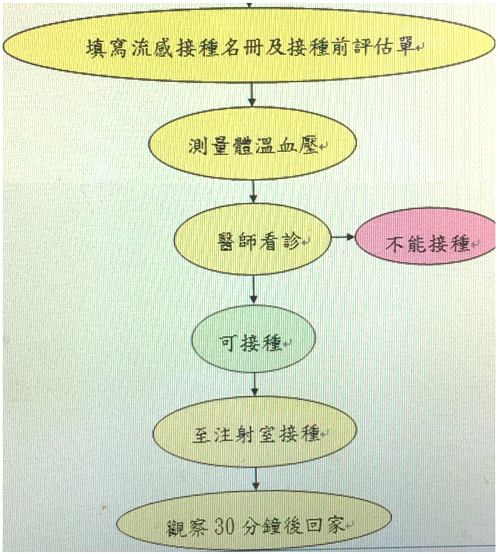 填寫流感接種名冊及接種前評估單
測量體溫血壓
醫師看診
不能接種
可接種
至注射室接種
觀察30分鐘後回家